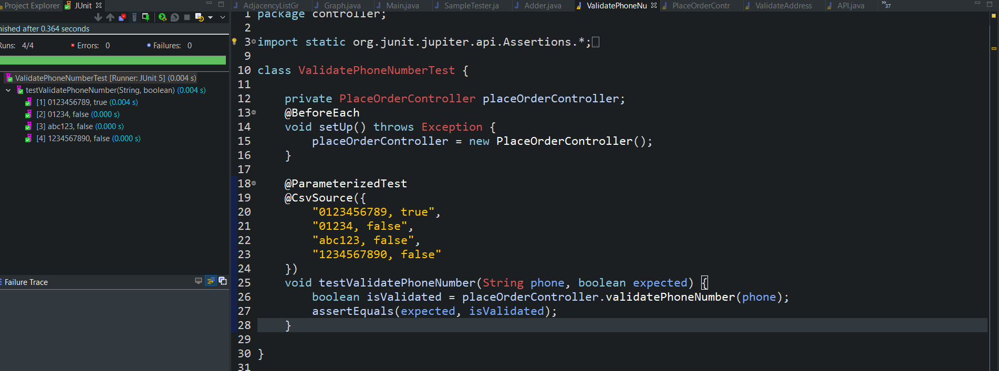 Project Explorer JUnit
nished after 0.364 seconds
Runs: 4/4 Errors: 0 Failures: 0
ValidatePhoneNumberTest [Runner: JUnit 5] (0.004 s)
testValidatePhoneNumber(String, boolean) (0.004 s)
[1] 0123456789, true (0.004 s)
[2] 01234, false (0.000 s)
[3] abc123, false (0.000 s)
[4] 1234567890, false (0.000 s)
Failure Trace
AdjacencyListGr Graph.java Main.java SampleTester.ja Adder.java ValidatePhoneNu PlaceOrderContr ValidateAddress API.java »37
1 package controller;
2
3 import static org.junit.jupiter.api.Assertions.*;
9
10 class ValidatePhoneNumberTest {
11
12 private PlaceOrderController placeOrderController;
13 @BeforeEach
14 void setUp() throws Exception {
15 placeOrderController = new PlaceOrderController();
16 }
17
18 @ParameterizedTest
19 @CsvSource({
20 "0123456789, true",
21 "01234, false",
22 "abc123, false",
23 "1234567890, false"
24 })
25 void testValidatePhoneNumber(String phone, boolean expected) {
26 boolean isValidated = placeOrderController.validatePhoneNumber(phone);
27 assertEquals(expected, isValidated);
28 }
29
30 }
31